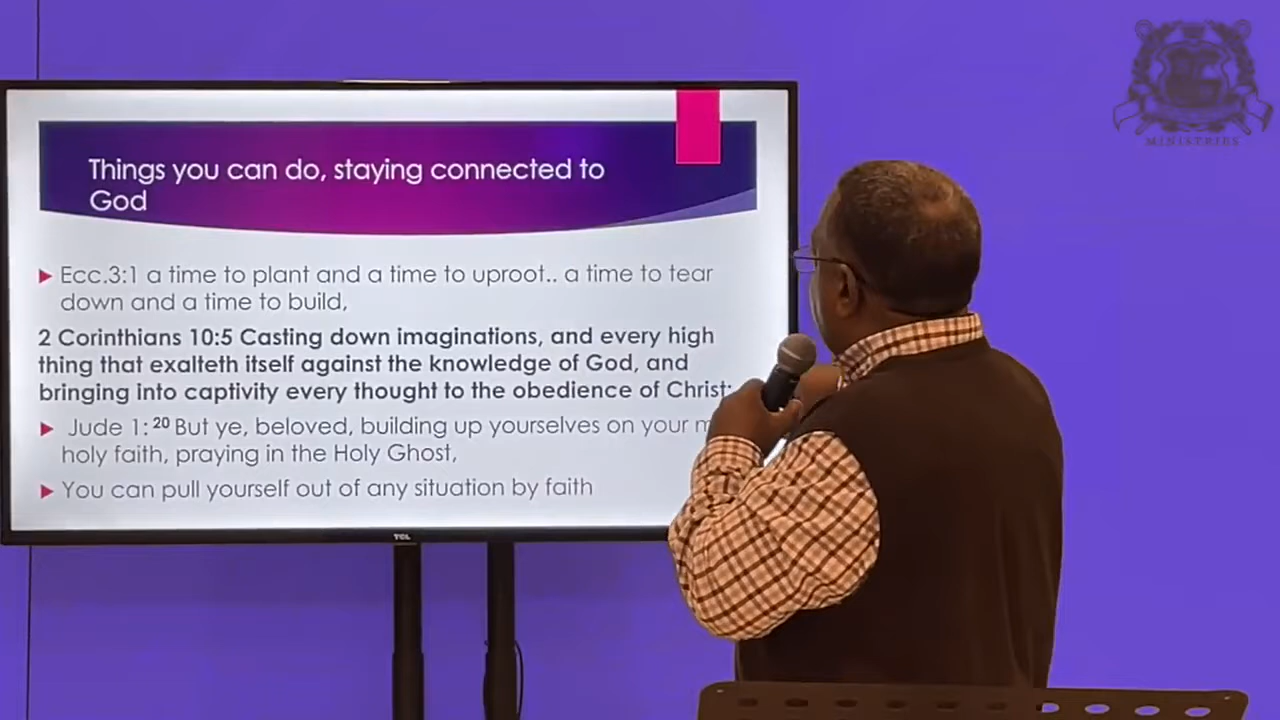 Things you can do, staying connected to
God
Ecc.3:1 a time to plant and a time to uproot.. a time to tear
down and a time to build,
2 Corinthians 10:5 Casting down imaginations, and every high
thing that exalteth itself against the knowledge of God, and
bringing into captivity every thought to the obedience of Christ;
Jude 1: 20 But ye, beloved, building up yourselves on your
holy faith, praying in the Holy Ghost,
You can pull yourself out of any situation by faith
TCL
MINISTRIES